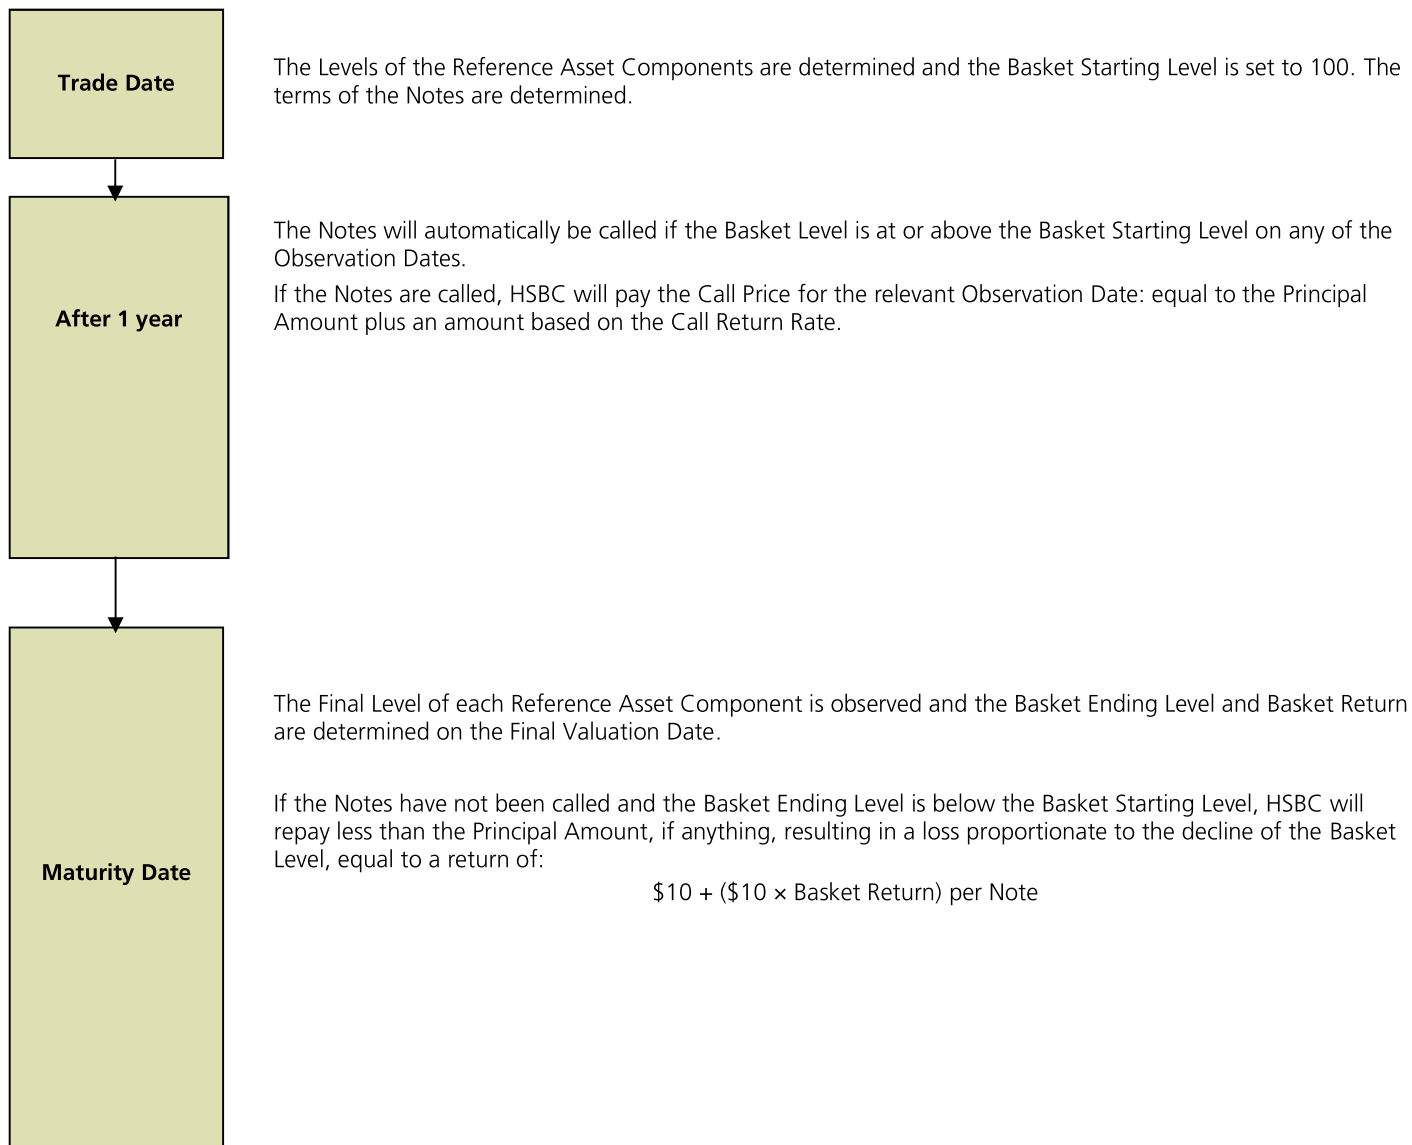 Trade Date
The Levels of the Reference Asset Components are determined and the Basket Starting Level is set to 100. The
terms of the Notes are determined.
After 1 year
The Notes will automatically be called if the Basket Level is at or above the Basket Starting Level on any of the
Observation Dates.
If the Notes are called, HSBC will pay the Call Price for the relevant Observation Date: equal to the Principal
Amount plus an amount based on the Call Return Rate.
Maturity Date
The Final Level of each Reference Asset Component is observed and the Basket Ending Level and Basket Return
are determined on the Final Valuation Date.
If the Notes have not been called and the Basket Ending Level is below the Basket Starting Level, HSBC will
repay less than the Principal Amount, if anything, resulting in a loss proportionate to the decline of the Basket
Level, equal to a return of:
$10 + ($10 × Basket Return) per Note